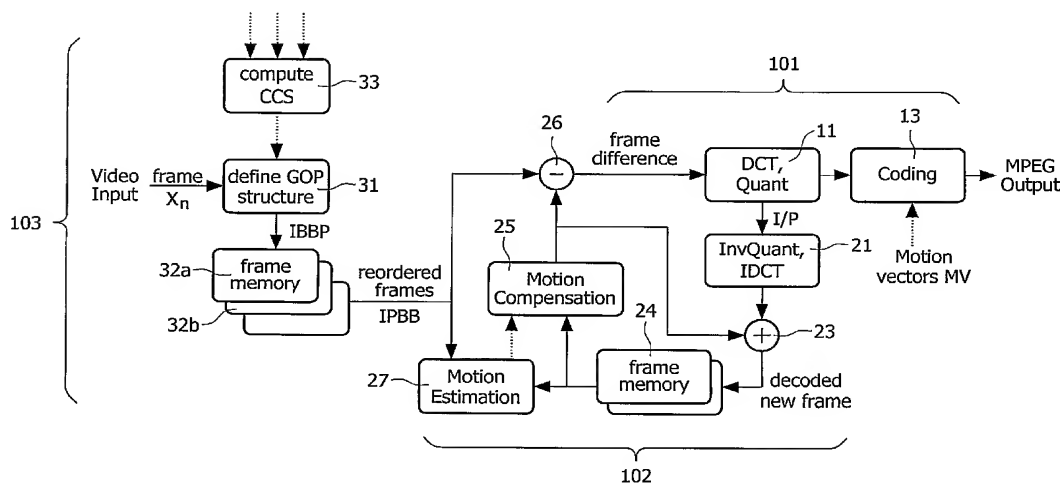 101
compute
CCS
33
26
frame
difference
11
DCT,
Quant
13
Coding
MPEG
Output
Video
Input
frame
Xn
define GOP
structure
31
103
IBBP
I/P
25
InvQuant,
IDCT
21
Motion
vectors MV
32a
frame
memory
32b
reordered
frames
IPBB
Motion
Compensation
24
23
27
Motion
Estimation
frame
memory
decoded
new frame
102
−
+